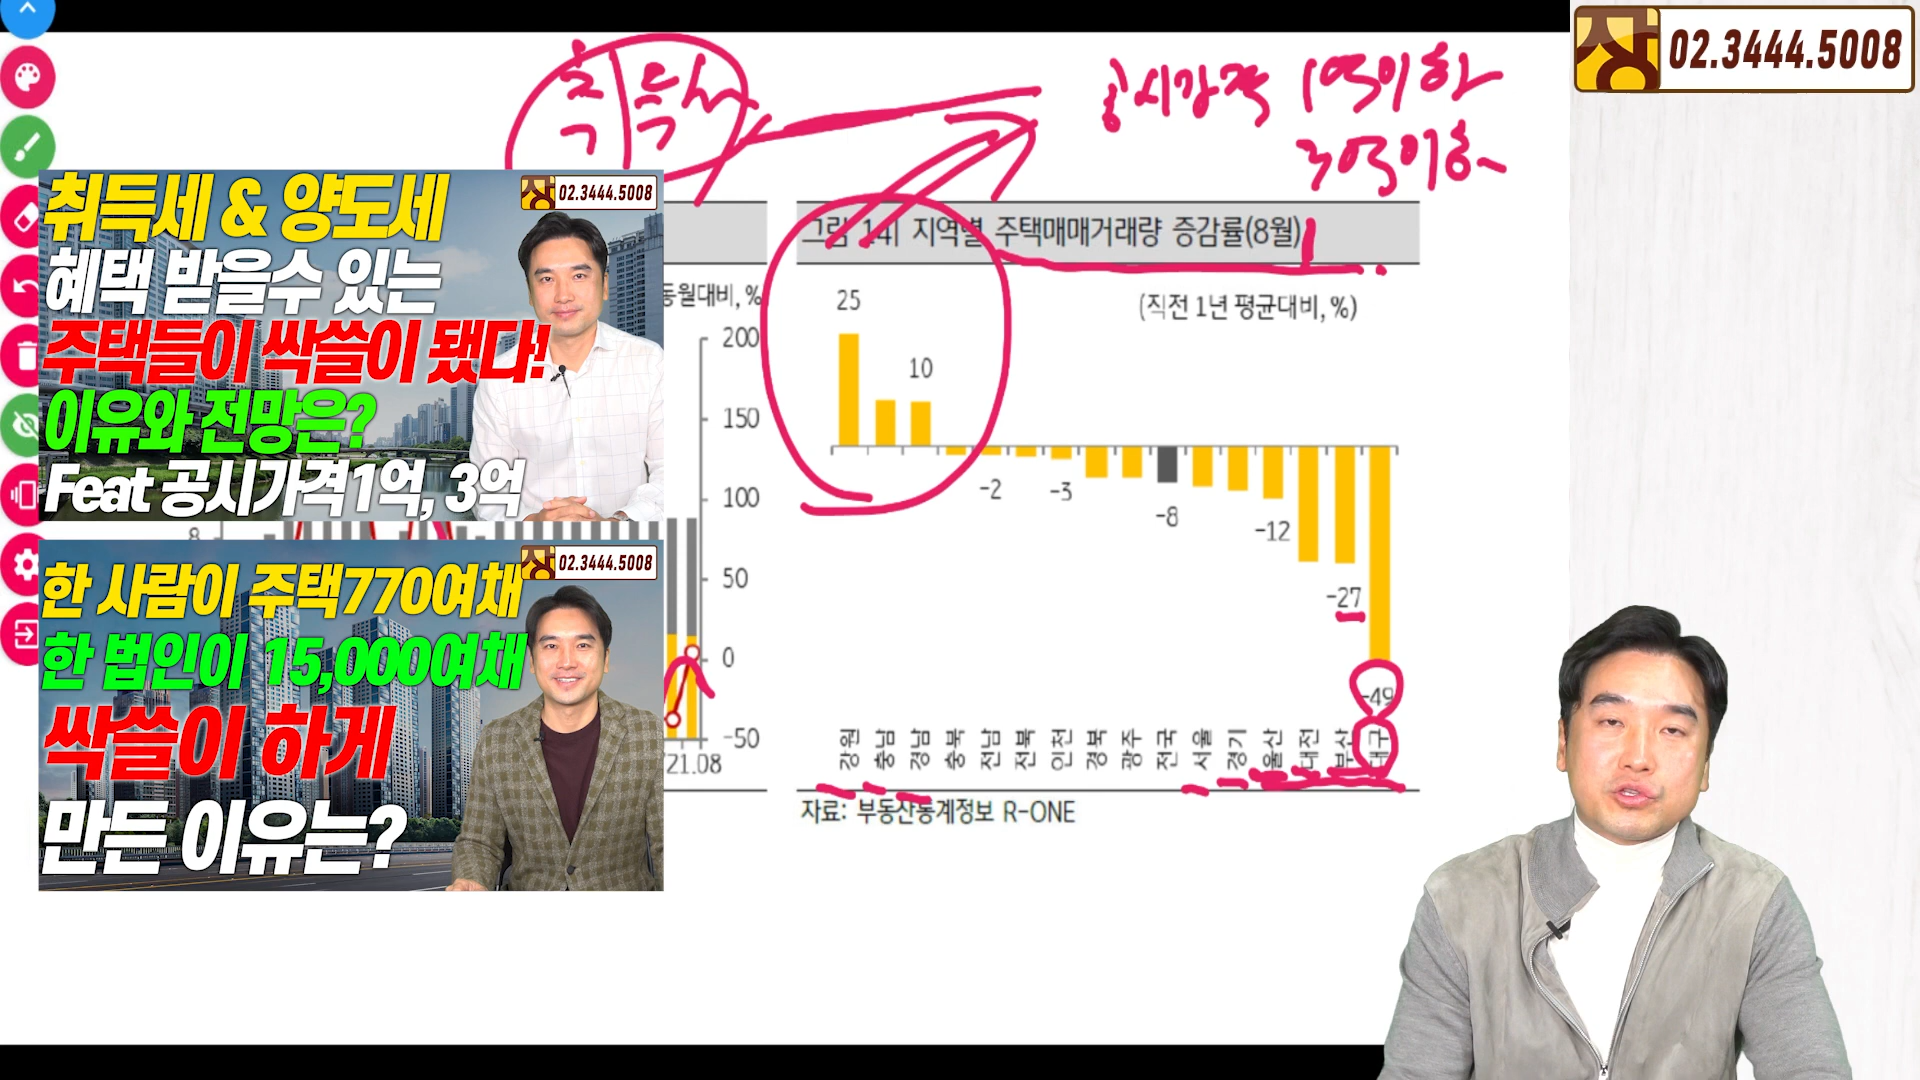 취득세
공시가격 1억이하
3억이하
장 02.3444.5008
취득세 & 양도세
혜택 받을수 있는
주택들이 싹쓸이 됐다!
이유와 전망은?
Feat 공시가격1억, 3억
장 02.3444.5008
한 사람이 주택770여채
한 법인이 15,000여채
싹쓸이 하게
만든 이유는?
장 02.3444.5008
동월대비, %
200
150
100
50
0
-50
8
21.08
그림 14| 지역별 주택매매거래량 증감률(8월)
(직전 1년 평균대비, %)
25
10
-2
-3
-8
-12
-27
-49
강원 충남 경남 충북 전남 전북 인천 경북 광주 전국 서울 경기 울산 대전 부산 대구
자료: 부동산통계정보 R-ONE